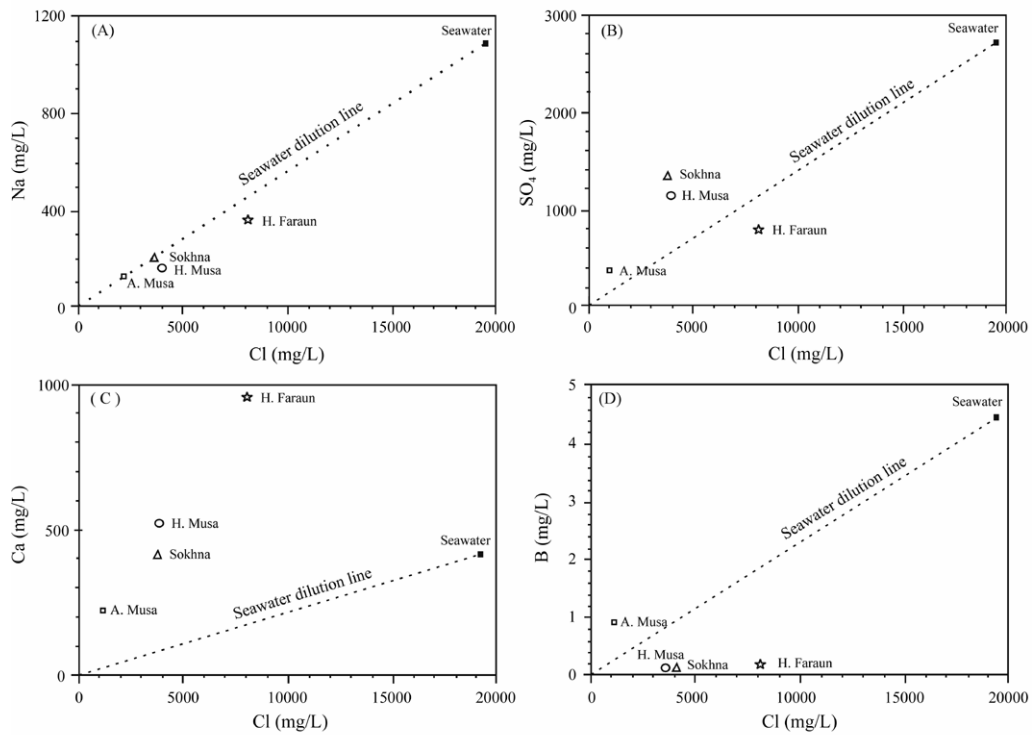 (A)
Seawater
Seawater dilution line
H. Faraun
Sokhna
H. Musa
A. Musa
1200
800
400
0
Na (mg/L)
0 5000 10000 15000 20000
Cl (mg/L)
(B)
Seawater
Seawater dilution line
Sokhna
H. Musa
H. Faraun
A. Musa
3000
2000
1000
0
SO₄ (mg/L)
0 5000 10000 15000 20000
Cl (mg/L)
( C )
H. Faraun
H. Musa
Sokhna
Seawater
Seawater dilution line
A. Musa
1000
500
0
Ca (mg/L)
0 5000 10000 15000 20000
Cl (mg/L)
(D)
Seawater
Seawater dilution line
A. Musa
H. Musa
Sokhna
H. Faraun
5
4
3
2
1
0
B (mg/L)
0 5000 10000 15000 20000
Cl (mg/L)